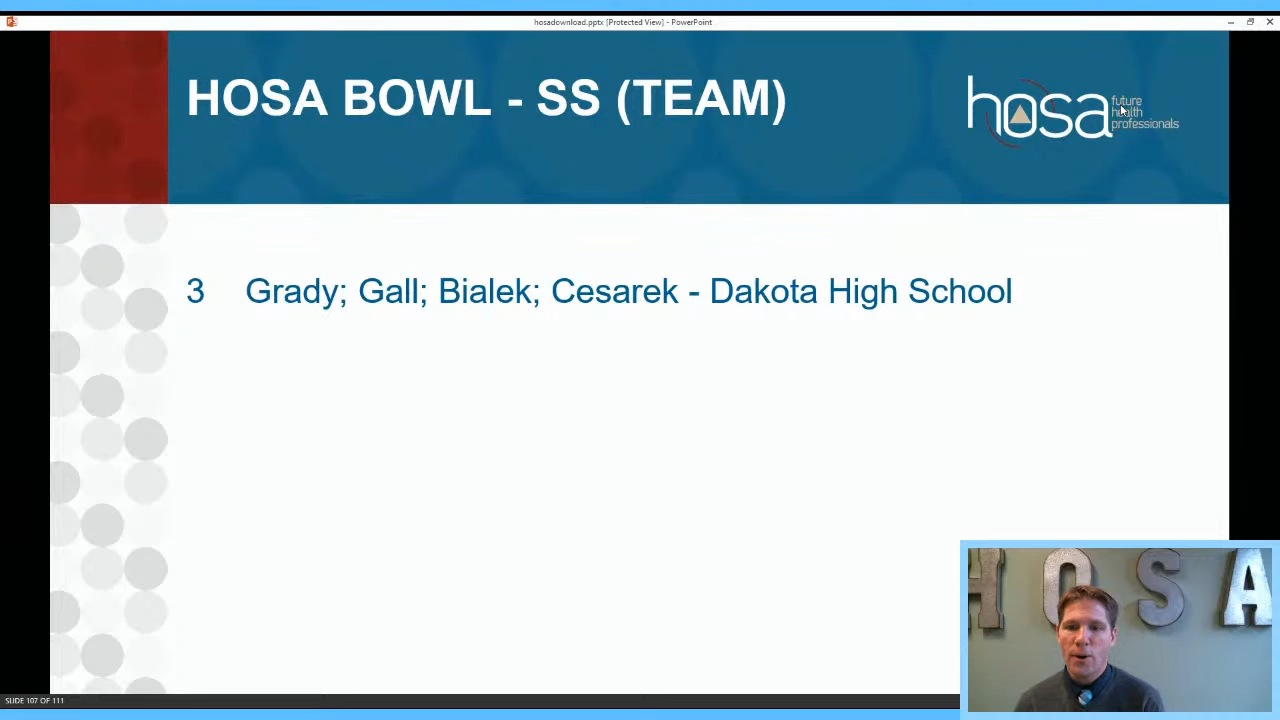 hosadownload.pptx [Protected View] - PowerPoint
HOSA BOWL - SS (TEAM)
hosa future health professionals
3 Grady; Gall; Bialek; Cesarek - Dakota High School
HOSA
SLIDE 107 OF 111